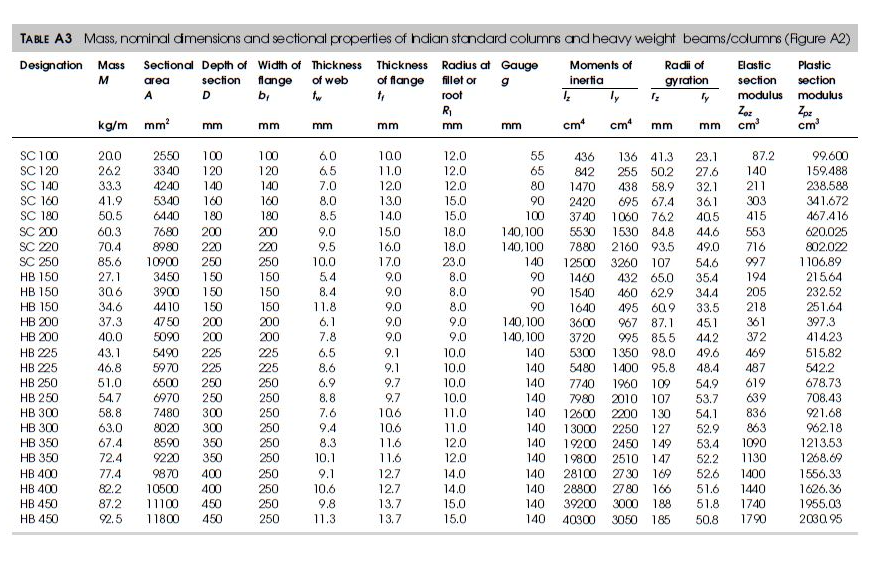 TABLE A3 Mass, nominal dimensions and sectional properties of Indian standard columns and heavy weight beams/columns (Figure A2)
Designation Mass Sectional Depth of Width of Thickness Thickness Radius at Gauge Moments of Radii of Elastic Plastic
M area section flange of web of flange fillet or g inertia gyration section section
A D bf tw tf root Iz Iy rz ry modulus modulus
R1 Zez Zpz
kg/m mm² mm mm mm mm mm mm cm⁴ cm⁴ mm mm cm³ cm³
SC 100 20.0 2550 100 100 6.0 10.0 12.0 55 436 136 41.3 23.1 87.2 99.600
SC 120 26.2 3340 120 120 6.5 11.0 12.0 65 842 255 50.2 27.6 140 159.488
SC 140 33.3 4240 140 140 7.0 12.0 12.0 80 1470 438 58.9 32.1 211 238.588
SC 160 41.9 5340 160 160 8.0 13.0 15.0 90 2420 695 67.4 36.1 303 341.672
SC 180 50.5 6440 180 180 8.5 14.0 15.0 100 3740 1060 76.2 40.5 415 467.416
SC 200 60.3 7680 200 200 9.0 15.0 18.0 140,100 5530 1530 84.8 44.6 553 620.025
SC 220 70.4 8980 220 220 9.5 16.0 18.0 140,100 7880 2160 93.5 49.0 716 802.022
SC 250 85.6 10900 250 250 10.0 17.0 23.0 140 12500 3260 107 54.6 997 1106.89
HB 150 27.1 3450 150 150 5.4 9.0 8.0 90 1460 432 65.0 35.4 194 215.64
HB 150 30.6 3900 150 150 8.4 9.0 8.0 90 1540 460 62.9 34.4 205 232.52
HB 150 34.6 4410 150 150 11.8 9.0 8.0 90 1640 495 60.9 33.5 218 251.64
HB 200 37.3 4750 200 200 6.1 9.0 9.0 140,100 3600 967 87.1 45.1 361 397.3
HB 200 40.0 5090 200 200 7.8 9.0 9.0 140,100 3720 995 85.5 44.2 372 414.23
HB 225 43.1 5490 225 225 6.5 9.1 10.0 140 5300 1350 98.0 49.6 469 515.82
HB 225 46.8 5970 225 225 8.6 9.1 10.0 140 5480 1400 95.8 48.4 487 542.2
HB 250 51.0 6500 250 250 6.9 9.7 10.0 140 7740 1960 109 54.9 619 678.73
HB 250 54.7 6970 250 250 8.8 9.7 10.0 140 7980 2010 107 53.7 639 708.43
HB 300 58.8 7480 300 250 7.6 10.6 11.0 140 12600 2200 130 54.1 836 921.68
HB 300 63.0 8020 300 250 9.4 10.6 11.0 140 13000 2250 127 52.9 863 962.18
HB 350 67.4 8590 350 250 8.3 11.6 12.0 140 19200 2450 149 53.4 1090 1213.53
HB 350 72.4 9220 350 250 10.1 11.6 12.0 140 19800 2510 147 52.2 1130 1268.69
HB 400 77.4 9870 400 250 9.1 12.7 14.0 140 28100 2730 169 52.6 1400 1556.33
HB 400 82.2 10500 400 250 10.6 12.7 14.0 140 28800 2780 166 51.6 1440 1626.36
HB 450 87.2 11100 450 250 9.8 13.7 15.0 140 39200 3000 188 51.8 1740 1955.03
HB 450 92.5 11800 450 250 11.3 13.7 15.0 140 40300 3050 185 50.8 1790 2030.95